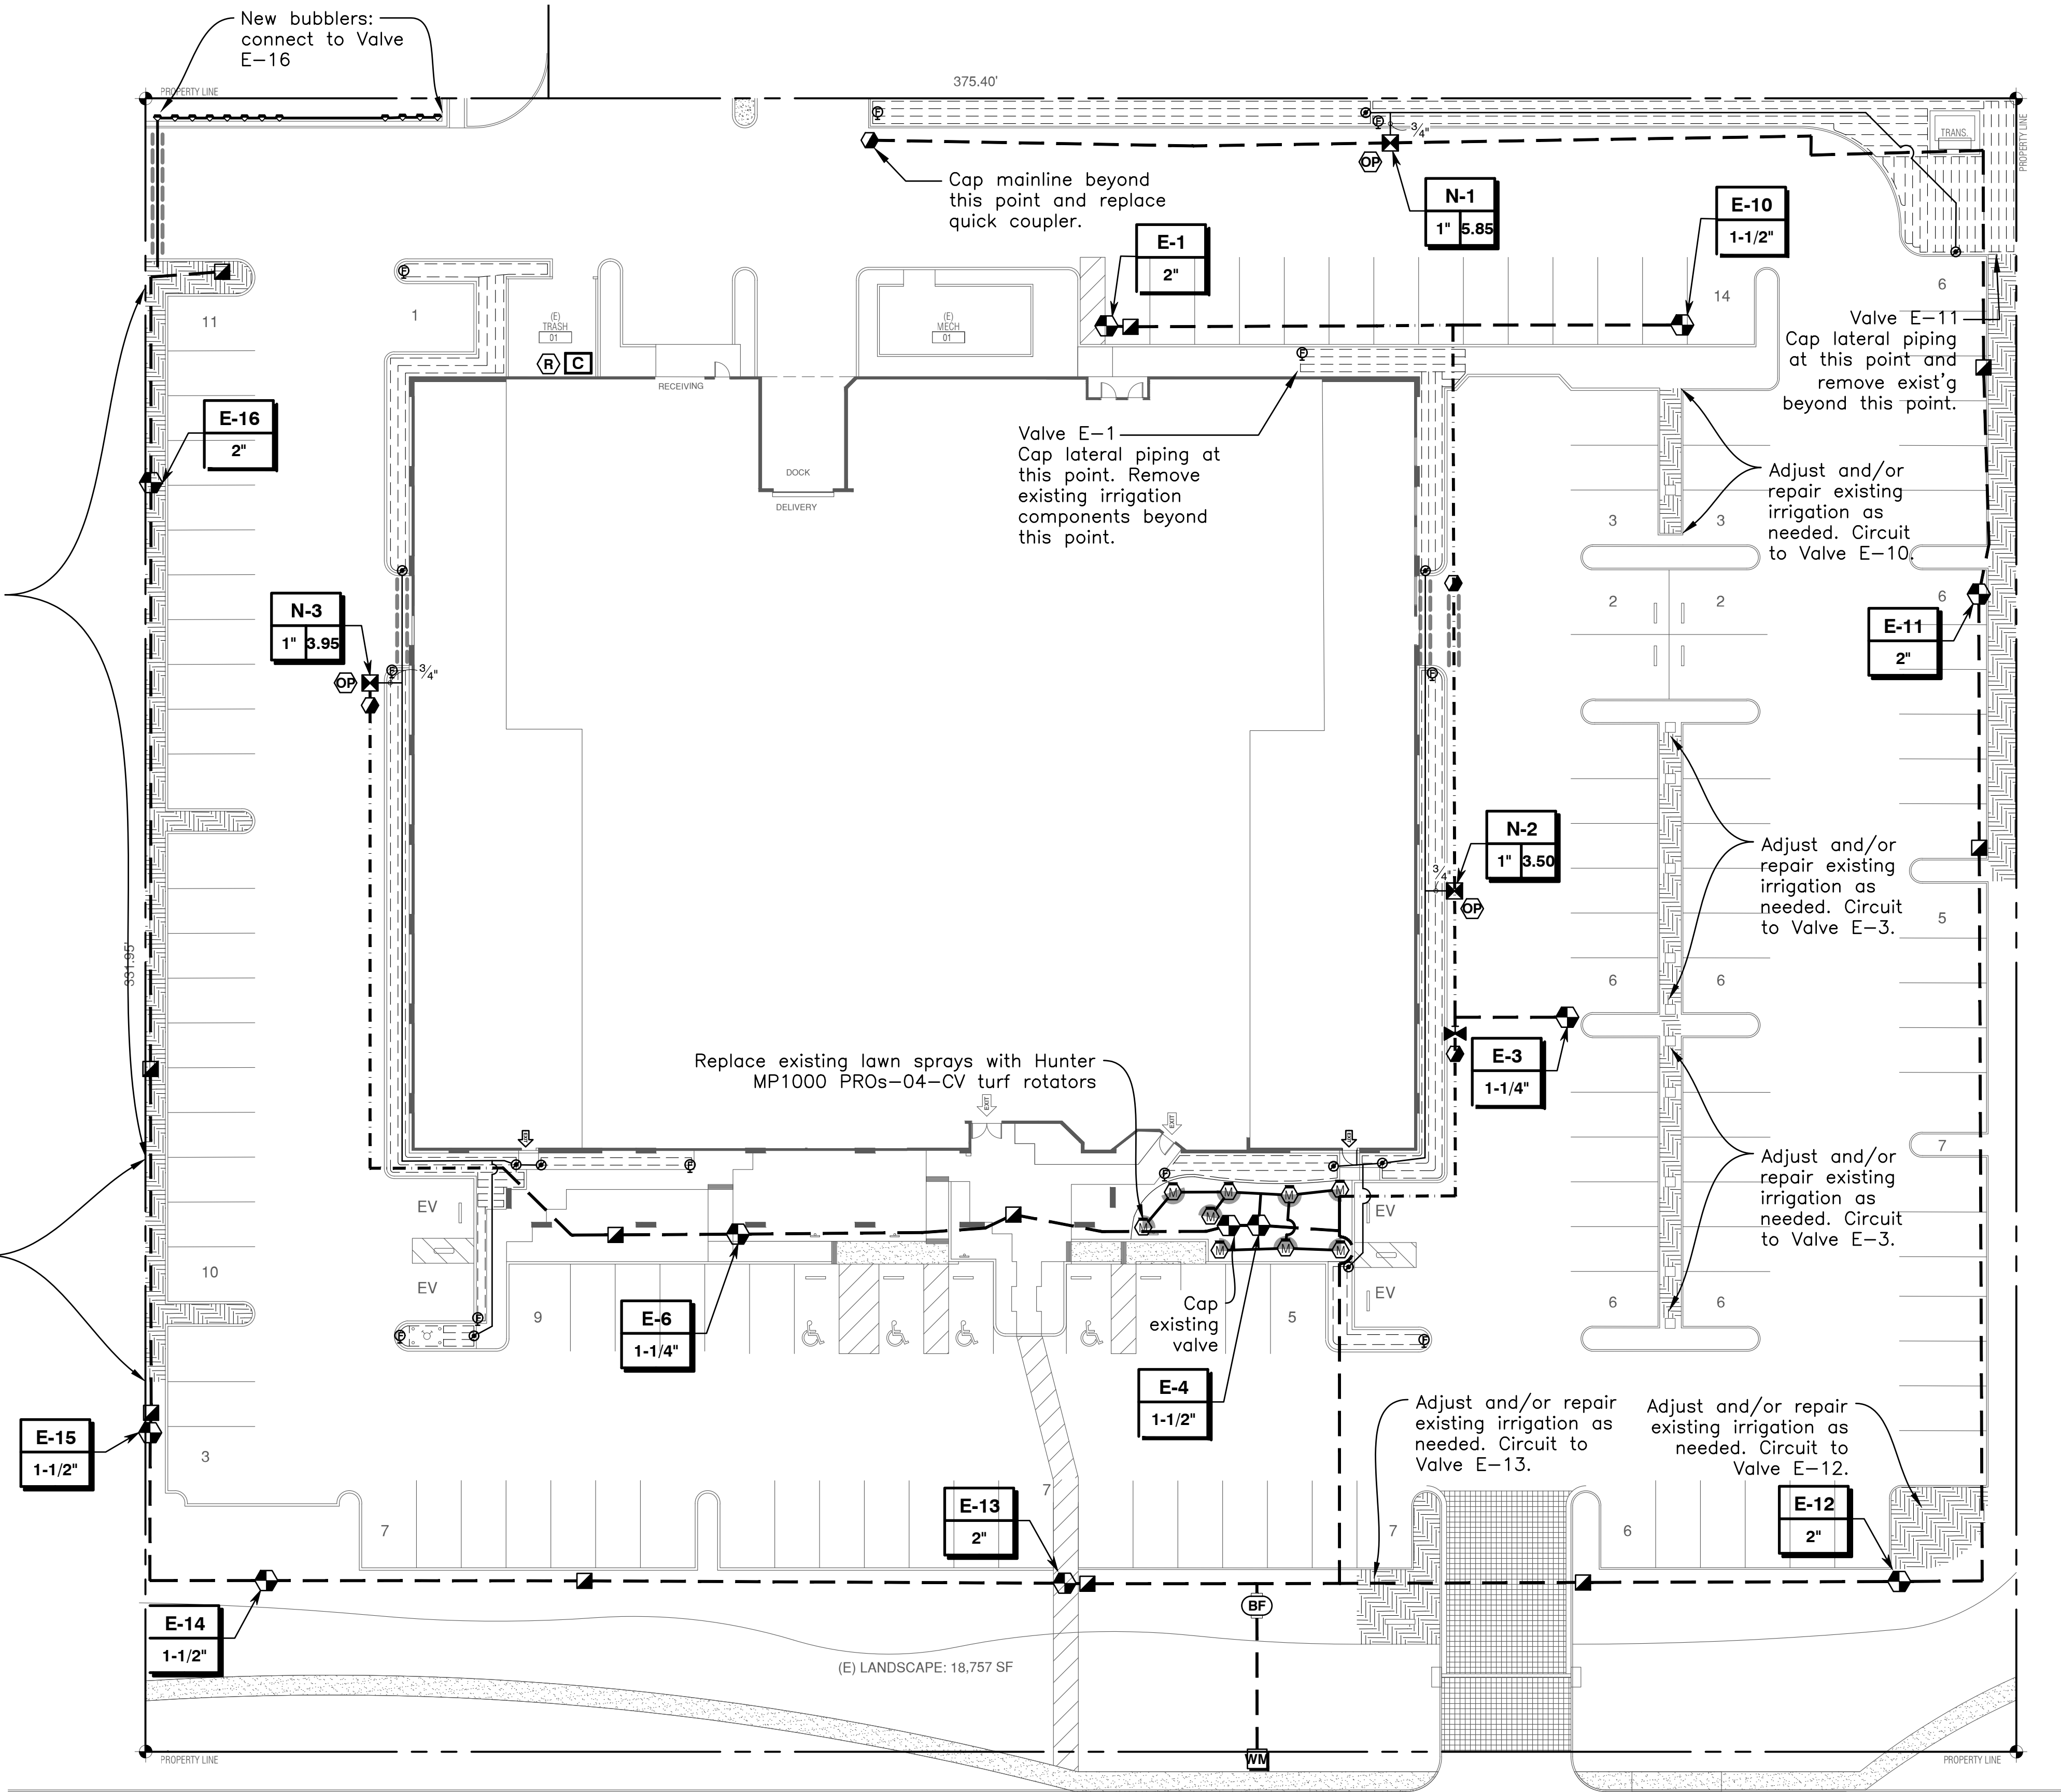 New bubblers:
connect to Valve
E-16
375.40'
PROPERTY LINE
PROPERTY LINE
TRANS.
3/4"
OP
Cap mainline beyond
this point and replace
quick coupler.
N-1
1" 5.85
E-10
1-1/2"
E-1
2"
11
1
14
6
(E)
TRASH
01
(E)
MECH
01
R C
RECEIVING
Valve E-11
Cap lateral piping
at this point and
remove exist'g
beyond this point.
E-16
2"
Valve E-1
Cap lateral piping at
this point. Remove
existing irrigation
components beyond
this point.
DOCK
DELIVERY
Adjust and/or
repair existing
irrigation as
needed. Circuit
to Valve E-10.
3
3
2
2
6
N-3
1" 3.95
E-11
2"
OP
3/4"
N-2
1" 3.50
3/4
OP
Adjust and/or
repair existing
irrigation as
needed. Circuit
to Valve E-3.
5
331.95'
6
6
Replace existing lawn sprays with Hunter
MP1000 PROs-04-CV turf rotators
E-3
1-1/4"
EXIT
EXIT
EXIT
EXIT
7
Adjust and/or
repair existing
irrigation as
needed. Circuit
to Valve E-3.
M
M
M
M
M
M
M
M
M
EV
EV
EV
EV
10
9
E-6
1-1/4"
Cap
existing
valve
5
6
6
E-4
1-1/2"
E-15
1-1/2"
3
Adjust and/or repair
existing irrigation as
needed. Circuit to
Valve E-13.
Adjust and/or repair
existing irrigation as
needed. Circuit to
Valve E-12.
7
7
E-13
2"
7
6
E-12
2"
E-14
1-1/2"
BF
(E) LANDSCAPE: 18,757 SF
WM
PROPERTY LINE
PROPERTY LINE